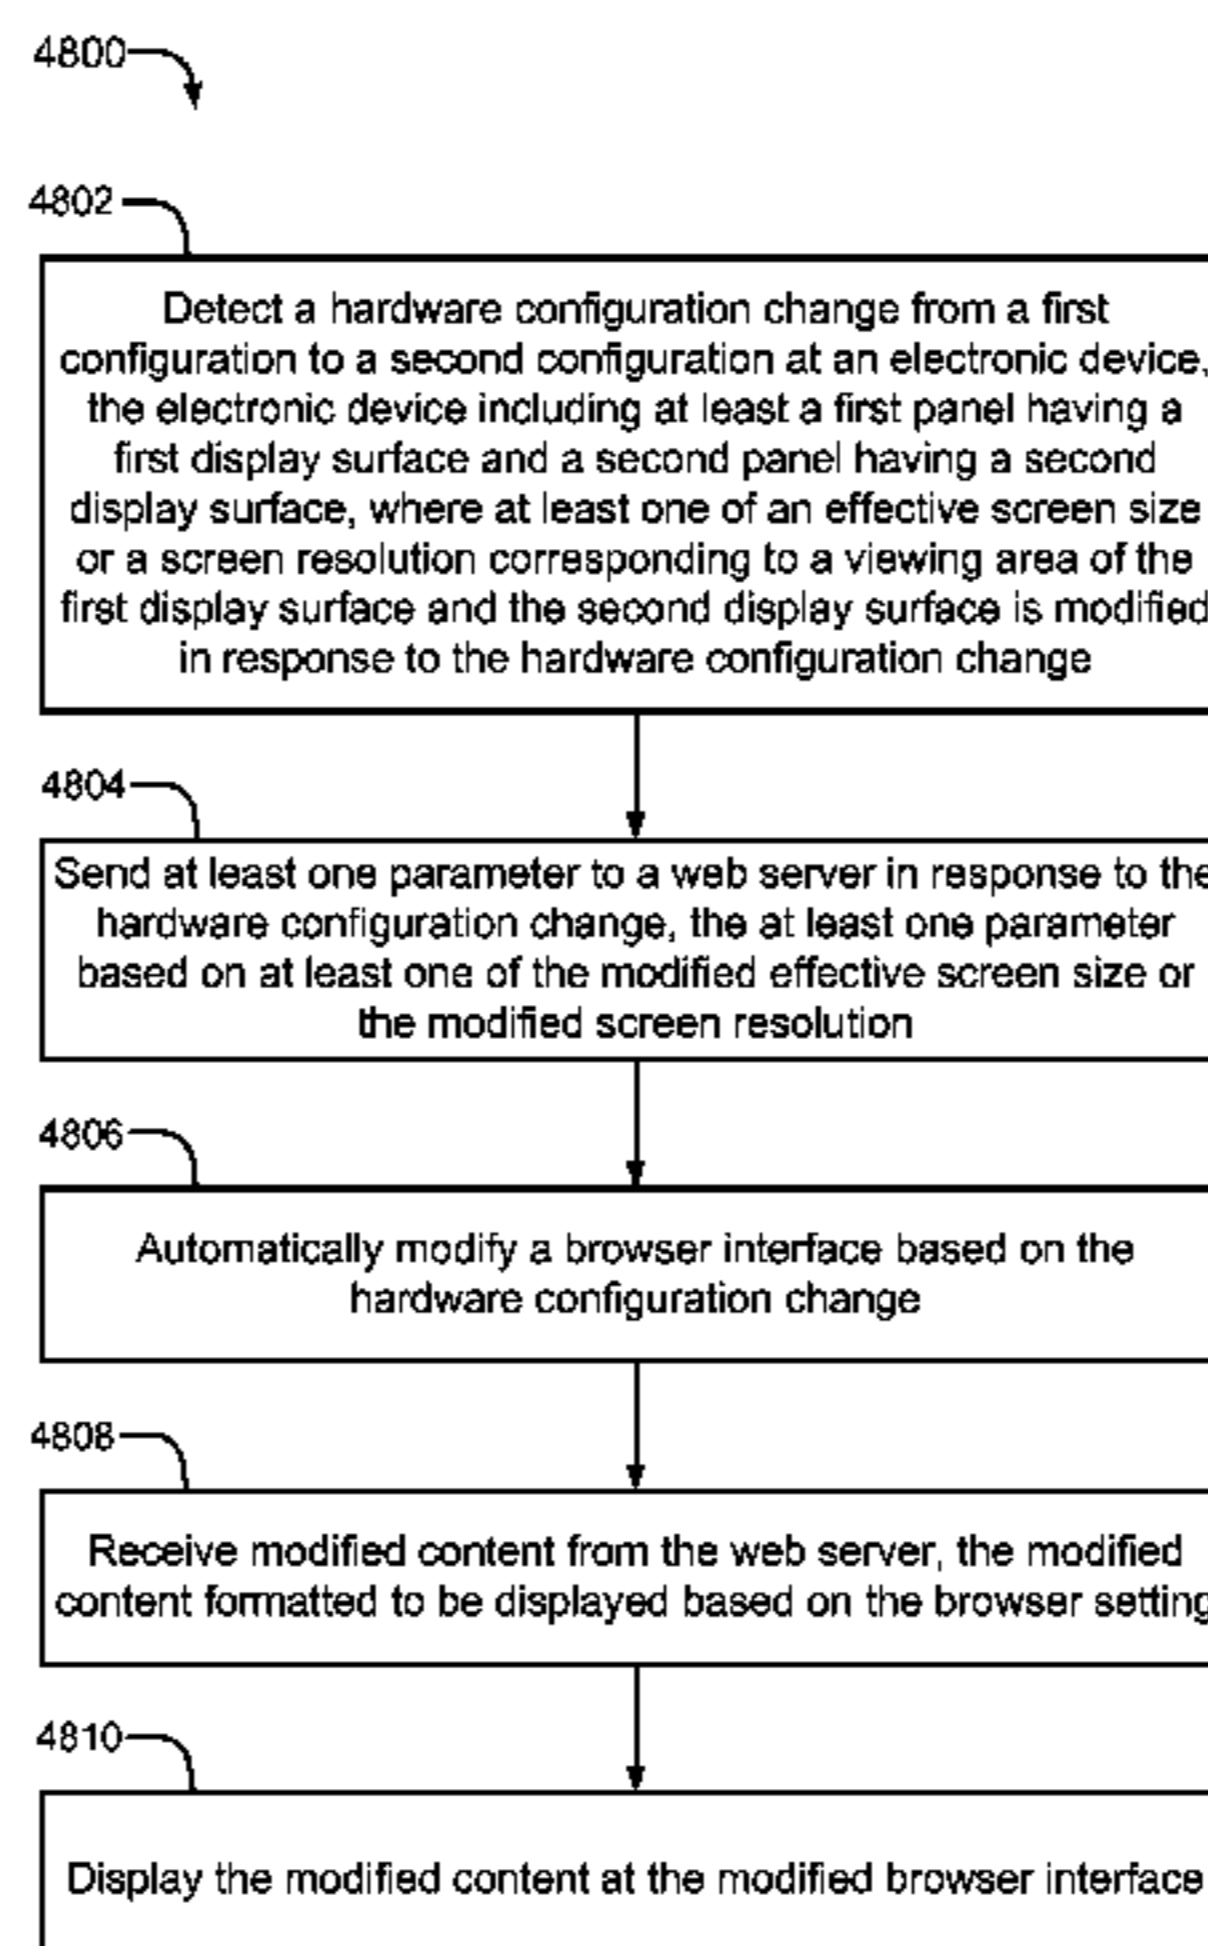 4800
4802
Detect a hardware configuration change from a first
configuration to a second configuration at an electronic device,
the electronic device including at least a first panel having a
first display surface and a second panel having a second
display surface, where at least one of an effective screen size
or a screen resolution corresponding to a viewing area of the
first display surface and the second display surface is modified
in response to the hardware configuration change
4804
Send at least one parameter to a web server in response to the
hardware configuration change, the at least one parameter
based on at least one of the modified effective screen size or
the modified screen resolution
4806
Automatically modify a browser interface based on the
hardware configuration change
4808
Receive modified content from the web server, the modified
content formatted to be displayed based on the browser setting
4810
Display the modified content at the modified browser interface